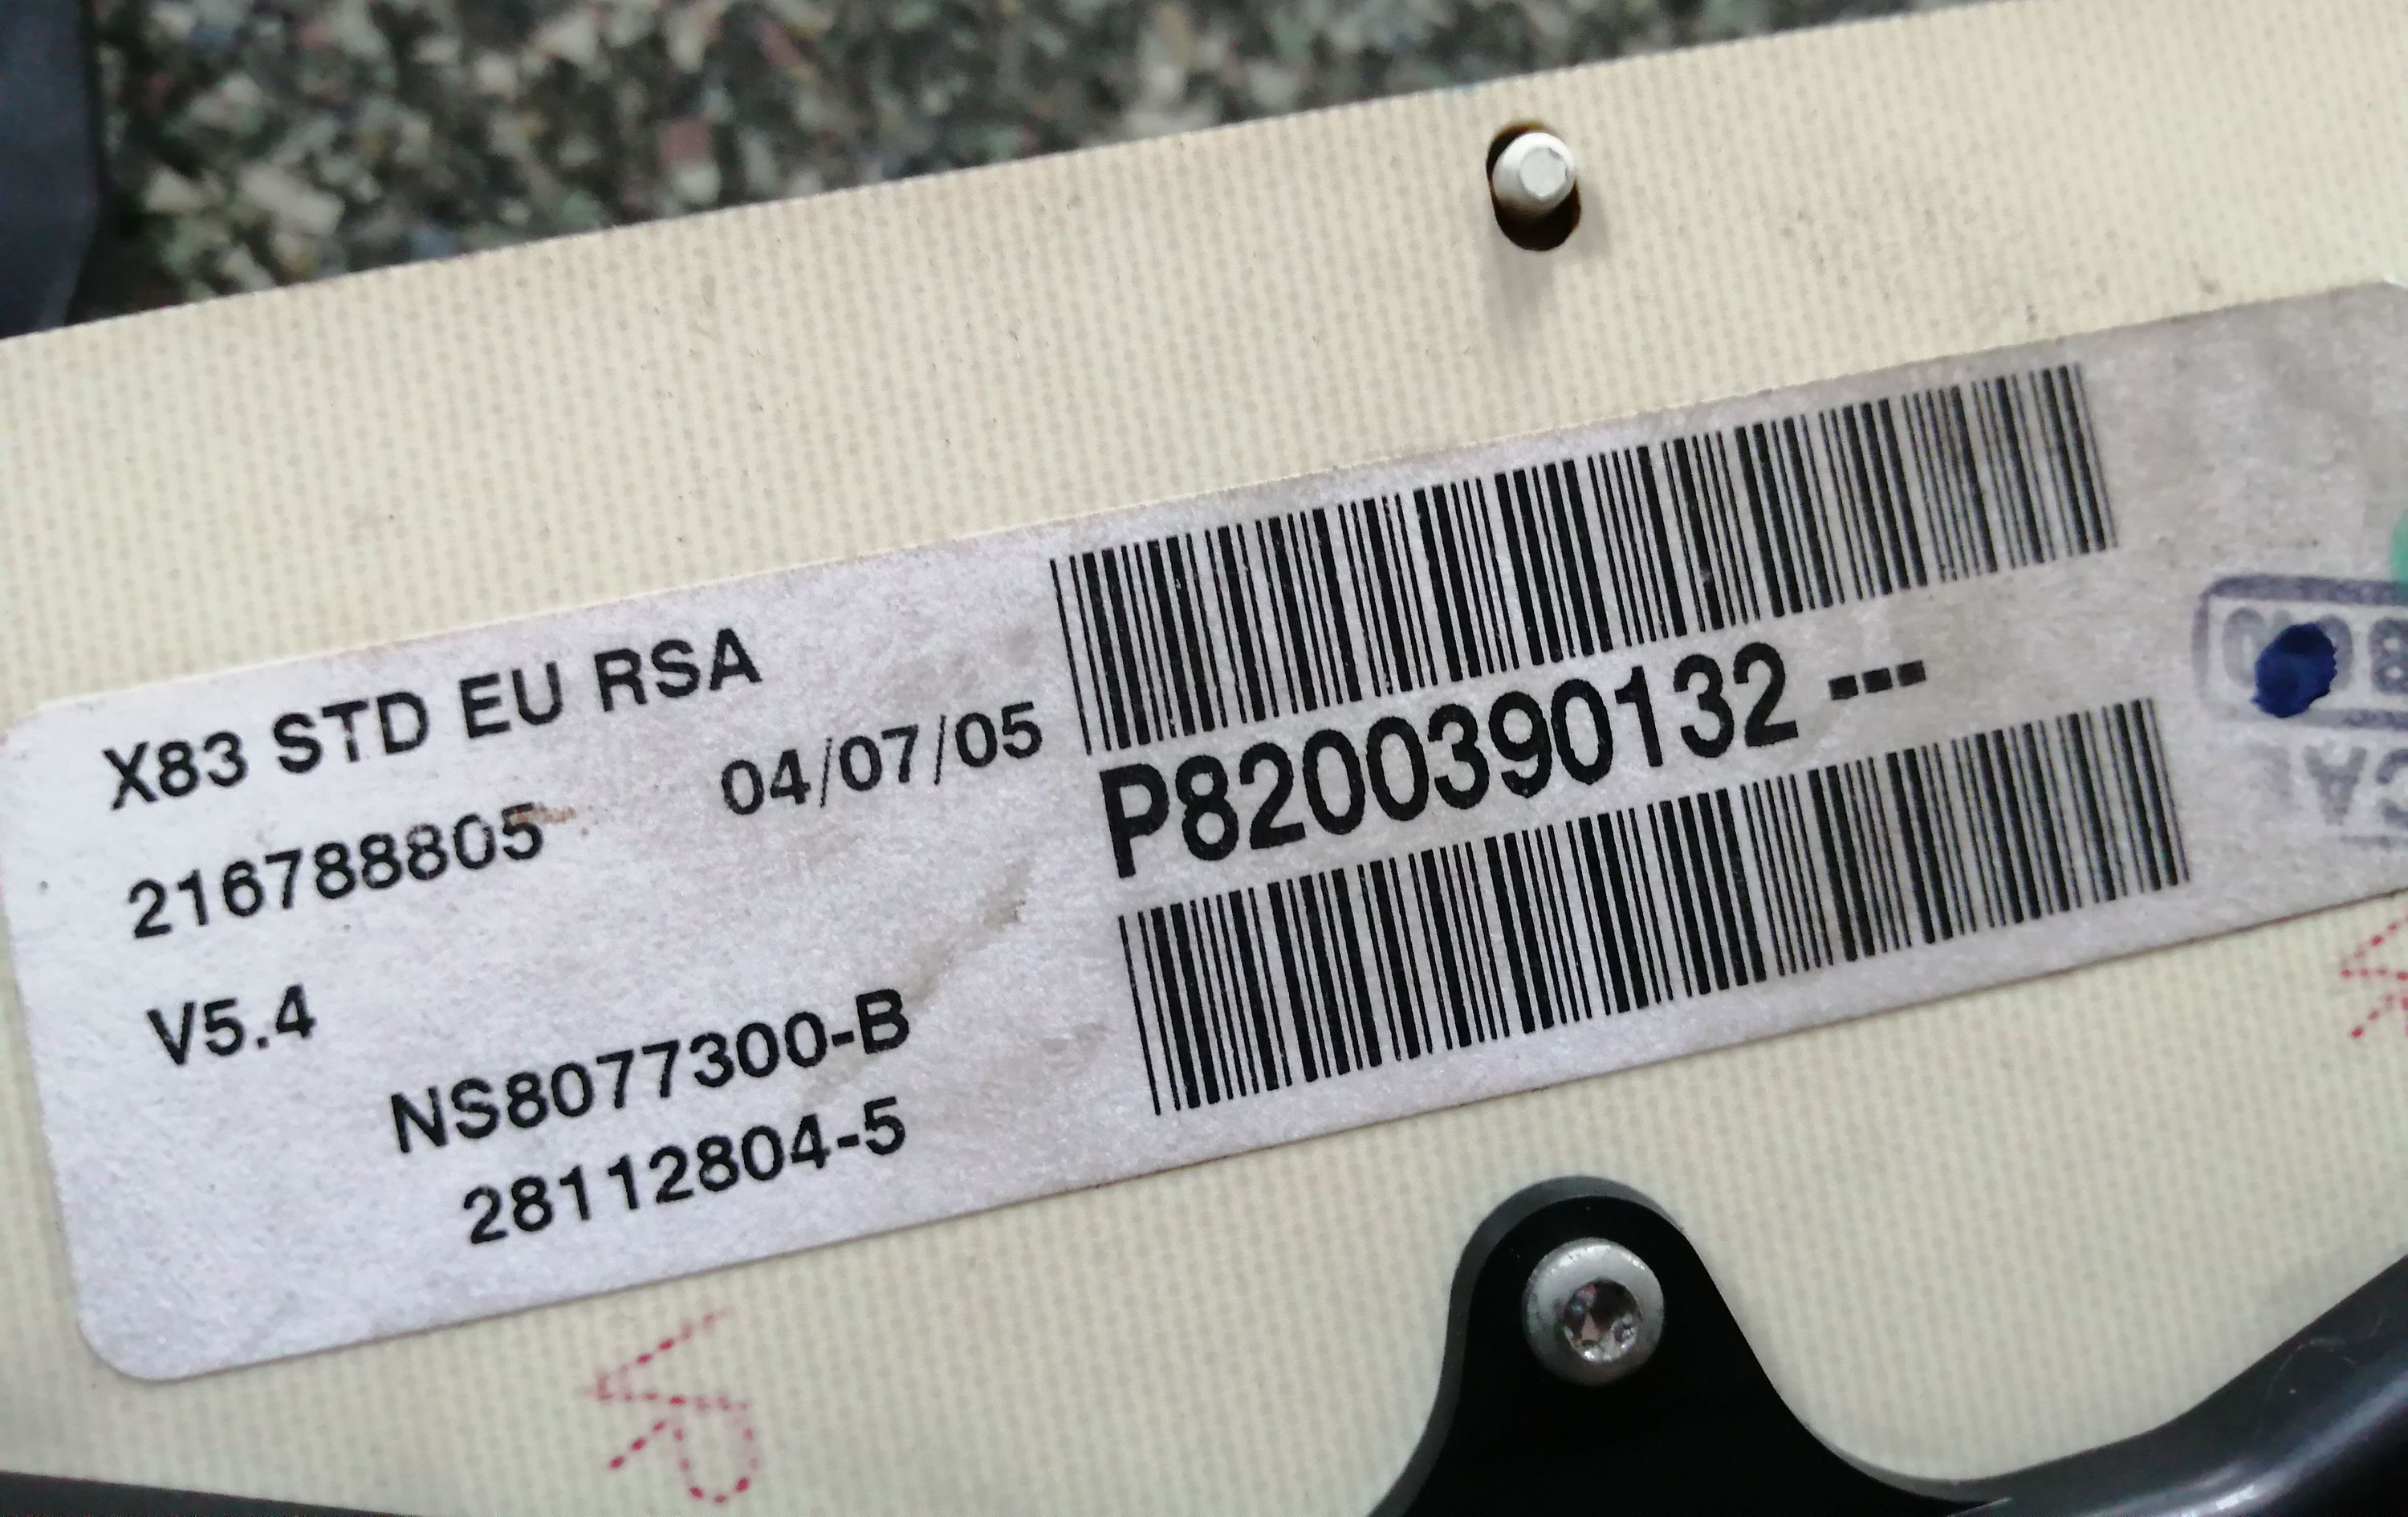 X83 STD EU RSA
216788805
04/07/05
V5.4
NS8077300-B
28112804-5
P8200390132 ---